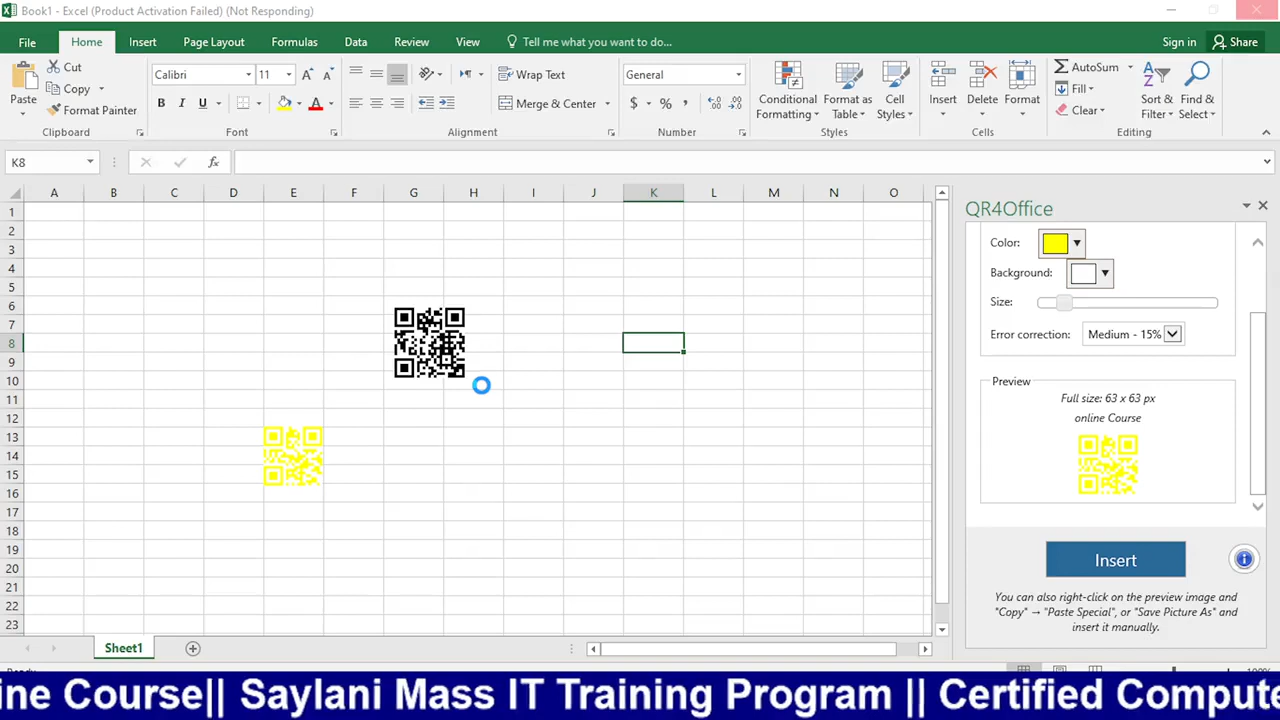 Book1 - Excel (Product Activation Failed) (Not Responding)
File Home Insert Page Layout Formulas Data Review View Tell me what you want to do... Sign in Share
Paste Cut Copy Format Painter
Calibri 11
B I U
Wrap Text
Merge & Center
General
$ % ,
Conditional Formatting
Format as Table
Cell Styles
Insert Delete Format
AutoSum
Fill
Clear
Sort & Filter
Find & Select
Clipboard Font Alignment Number Styles Cells Editing
K8 fx
A B C D E F G H I J K L M N O
1
2
3
4
5
6
7
8
9
10
11
12
13
14
15
16
17
18
19
20
21
22
23
QR4Office
Color:
Background:
Size:
Error correction: Medium - 15%
Preview
Full size: 63 x 63 px
online Course
Insert
You can also right-click on the preview image and
"Copy" → "Paste Special", or "Save Picture As" and
insert it manually.
Sheet1
ine Course|| Saylani Mass IT Training Program || Certified Compute